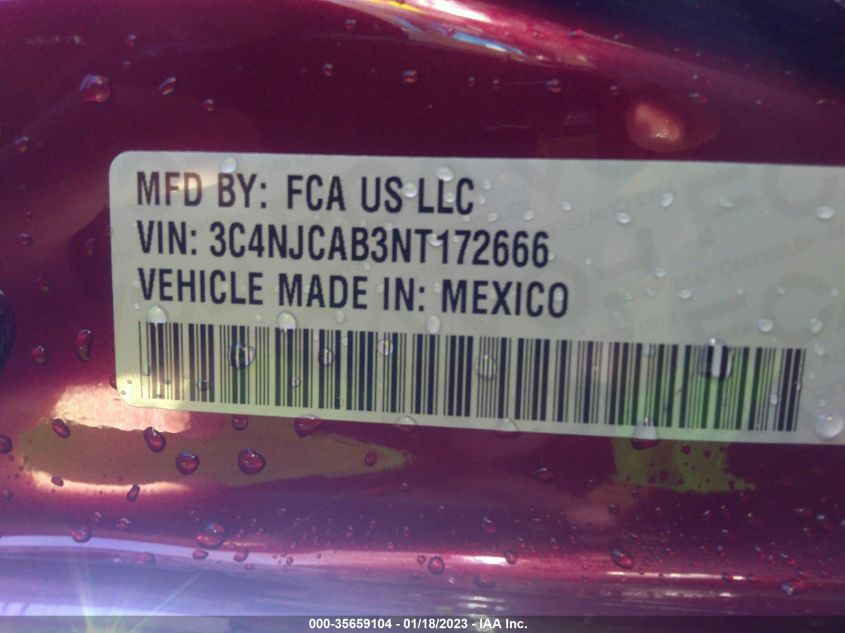 MFD BY: FCA US LLC
VIN: 3C4NJCAB3NT172666
VEHICLE MADE IN: MEXICO
000-35659104 - 01/18/2023 - IAA Inc.